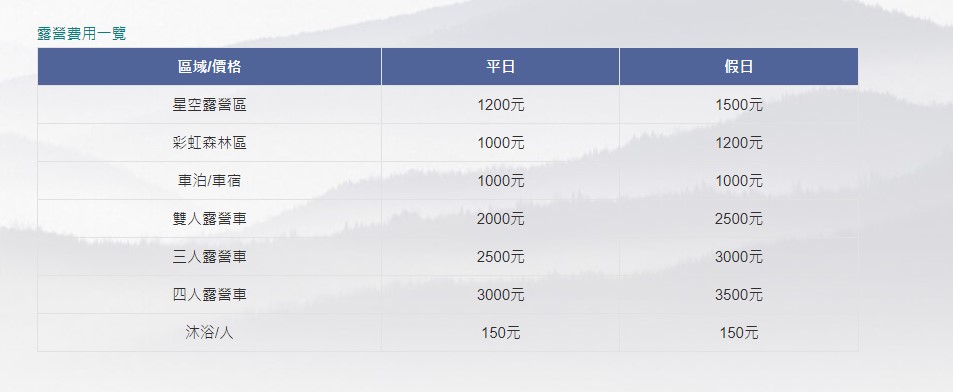 露營費用一覽
區域/價格 平日 假日
星空露營區 1200元 1500元
彩虹森林區 1000元 1200元
車泊/車宿 1000元 1000元
雙人露營車 2000元 2500元
三人露營車 2500元 3000元
四人露營車 3000元 3500元
沐浴/人 150元 150元